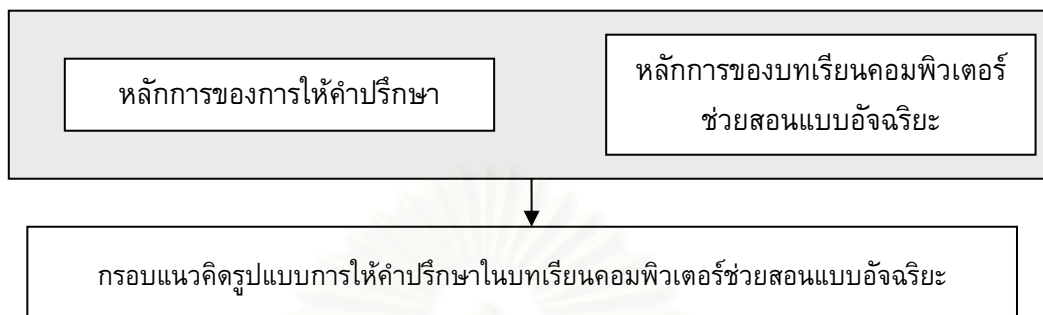 หลักการของการให้คำปรึกษา
หลักการของบทเรียนคอมพิวเตอร์
ช่วยสอนแบบอัจฉริยะ
กรอบแนวคิดรูปแบบการให้คำปรึกษาในบทเรียนคอมพิวเตอร์ช่วยสอนแบบอัจฉริยะ